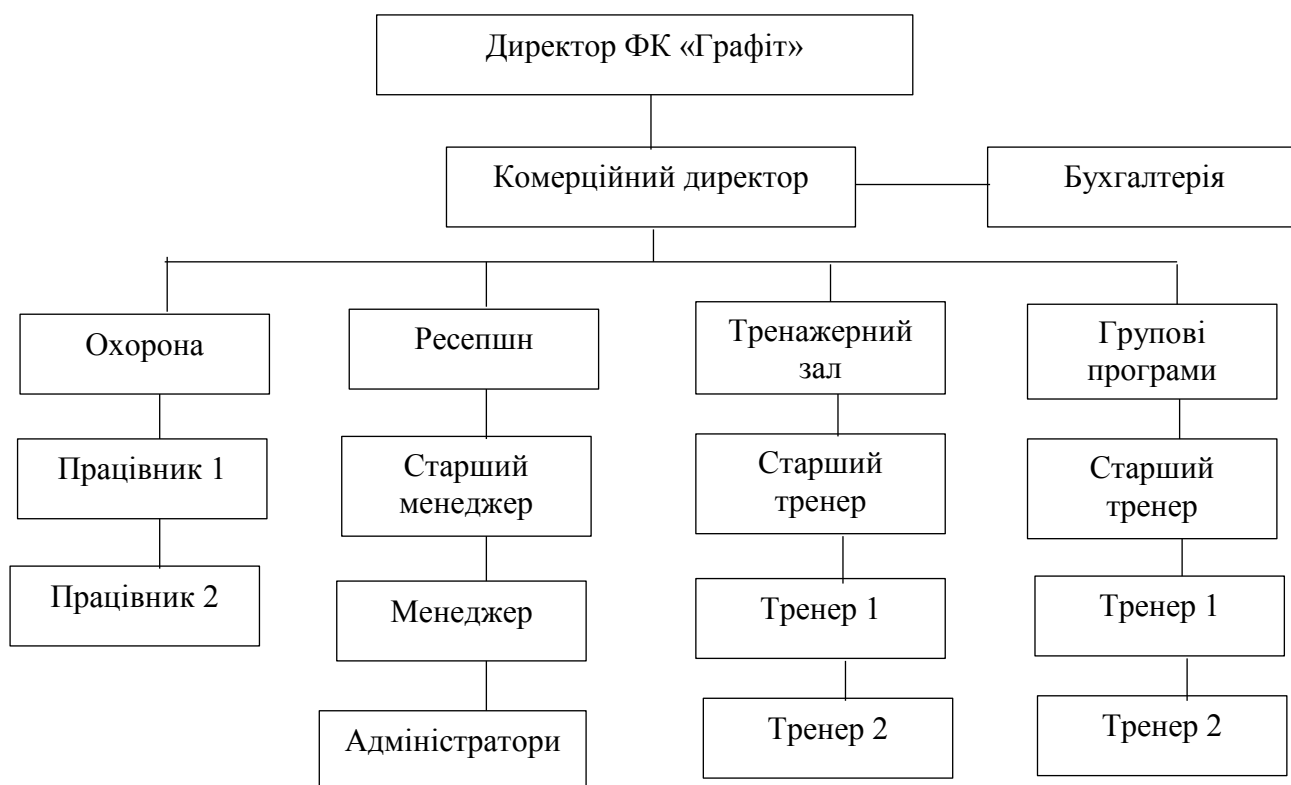 Директор ФК «Графіт»
Комерційний директор
Бухгалтерія
Охорона
Ресепшн
Тренажерний
зал
Групові
програми
Працівник 1
Старший
менеджер
Старший
тренер
Старший
тренер
Працівник 2
Менеджер
Тренер 1
Тренер 1
Адміністратори
Тренер 2
Тренер 2